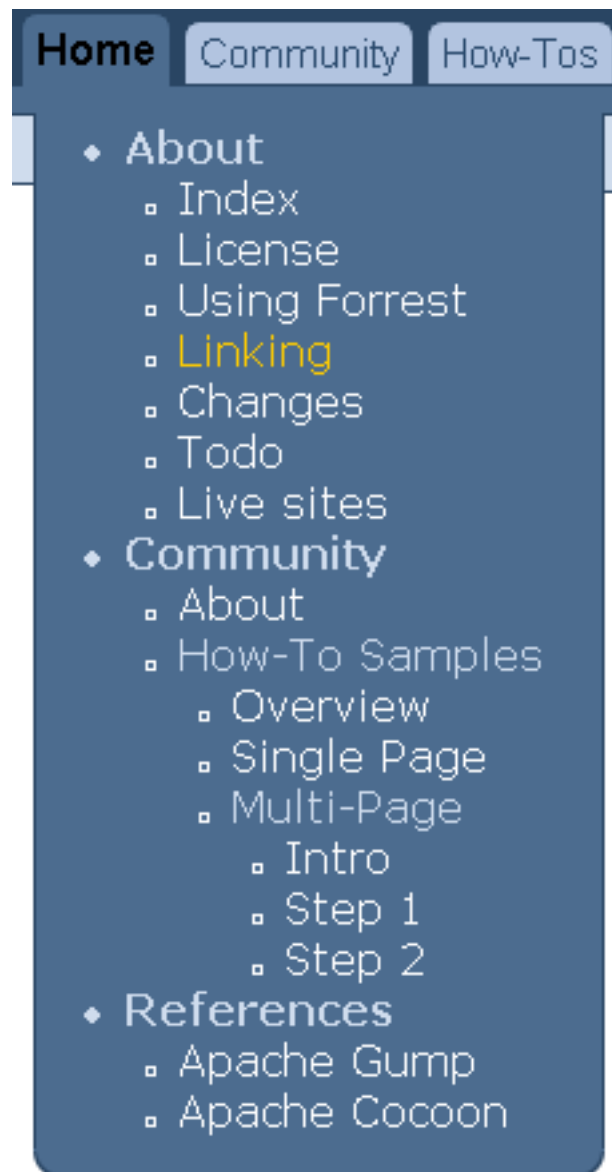 Home Community How-Tos
About
Index
License
Using Forrest
Linking
Changes
Todo
Live sites
Community
About
How-To Samples
Overview
Single Page
Multi-Page
Intro
Step 1
Step 2
References
Apache Gump
Apache Cocoon